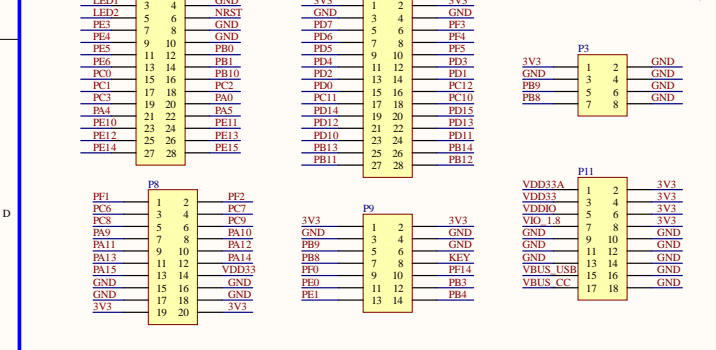 LED1 3 4 GND
LED2 5 6 NRST
PE3 7 8 GND
PE4 9 10 GND
PE5 11 12 PB0
PE6 13 14 PB1
PC0 15 16 PB10
PC1 17 18 PC2
PC3 19 20 PA0
PA4 21 22 PA5
PE10 23 24 PE11
PE12 25 26 PE13
PE14 27 28 PE15
3V3 1 2 3V3
GND 3 4 GND
PD7 5 6 PF3
PD6 7 8 PF4
PD5 9 10 PF5
PD4 11 12 PD3
PD2 13 14 PD1
PD0 15 16 PC12
PC11 17 18 PC10
PD14 19 20 PD15
PD12 21 22 PD13
PD10 23 24 PD11
PB13 25 26 PB14
PB11 27 28 PB12
P3
3V3 1 2 GND
GND 3 4 GND
PB9 5 6 GND
PB8 7 8 GND
D
P8
PF1 1 2 PF2
PC6 3 4 PC7
PC8 5 6 PC9
PA9 7 8 PA10
PA11 9 10 PA12
PA13 11 12 PA14
PA15 13 14 VDD33
GND 15 16 GND
GND 17 18 GND
3V3 19 20 3V3
P9
3V3 1 2 3V3
GND 3 4 GND
PB9 5 6 GND
PB8 7 8 KEY
PF0 9 10 PF14
PE0 11 12 PB3
PE1 13 14 PB4
P11
VDD33A 1 2 3V3
VDD33 3 4 3V3
VDDIO 5 6 3V3
VIO_1.8 7 8 3V3
GND 9 10 GND
GND 11 12 GND
GND 13 14 GND
VBUS_USB 15 16 GND
VBUS_CC 17 18 GND